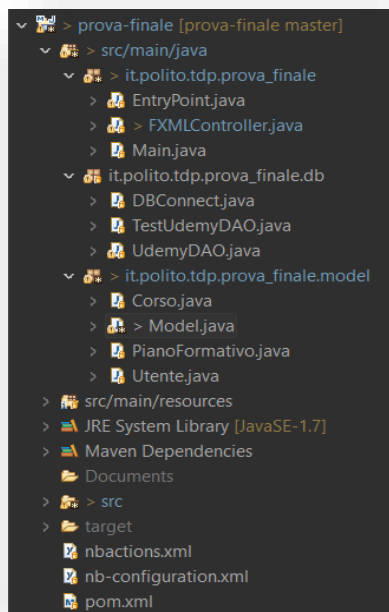 > prova-finale [prova-finale master]
> src/main/java
> it.polito.tdp.prova_finale
EntryPoint.java
> FXMLController.java
Main.java
it.polito.tdp.prova_finale.db
DBConnect.java
TestUdemyDAO.java
UdemyDAO.java
> it.polito.tdp.prova_finale.model
Corso.java
> Model.java
PianoFormativo.java
Utente.java
src/main/resources
JRE System Library [JavaSE-1.7]
Maven Dependencies
Documents
> src
target
nbactions.xml
nb-configuration.xml
pom.xml